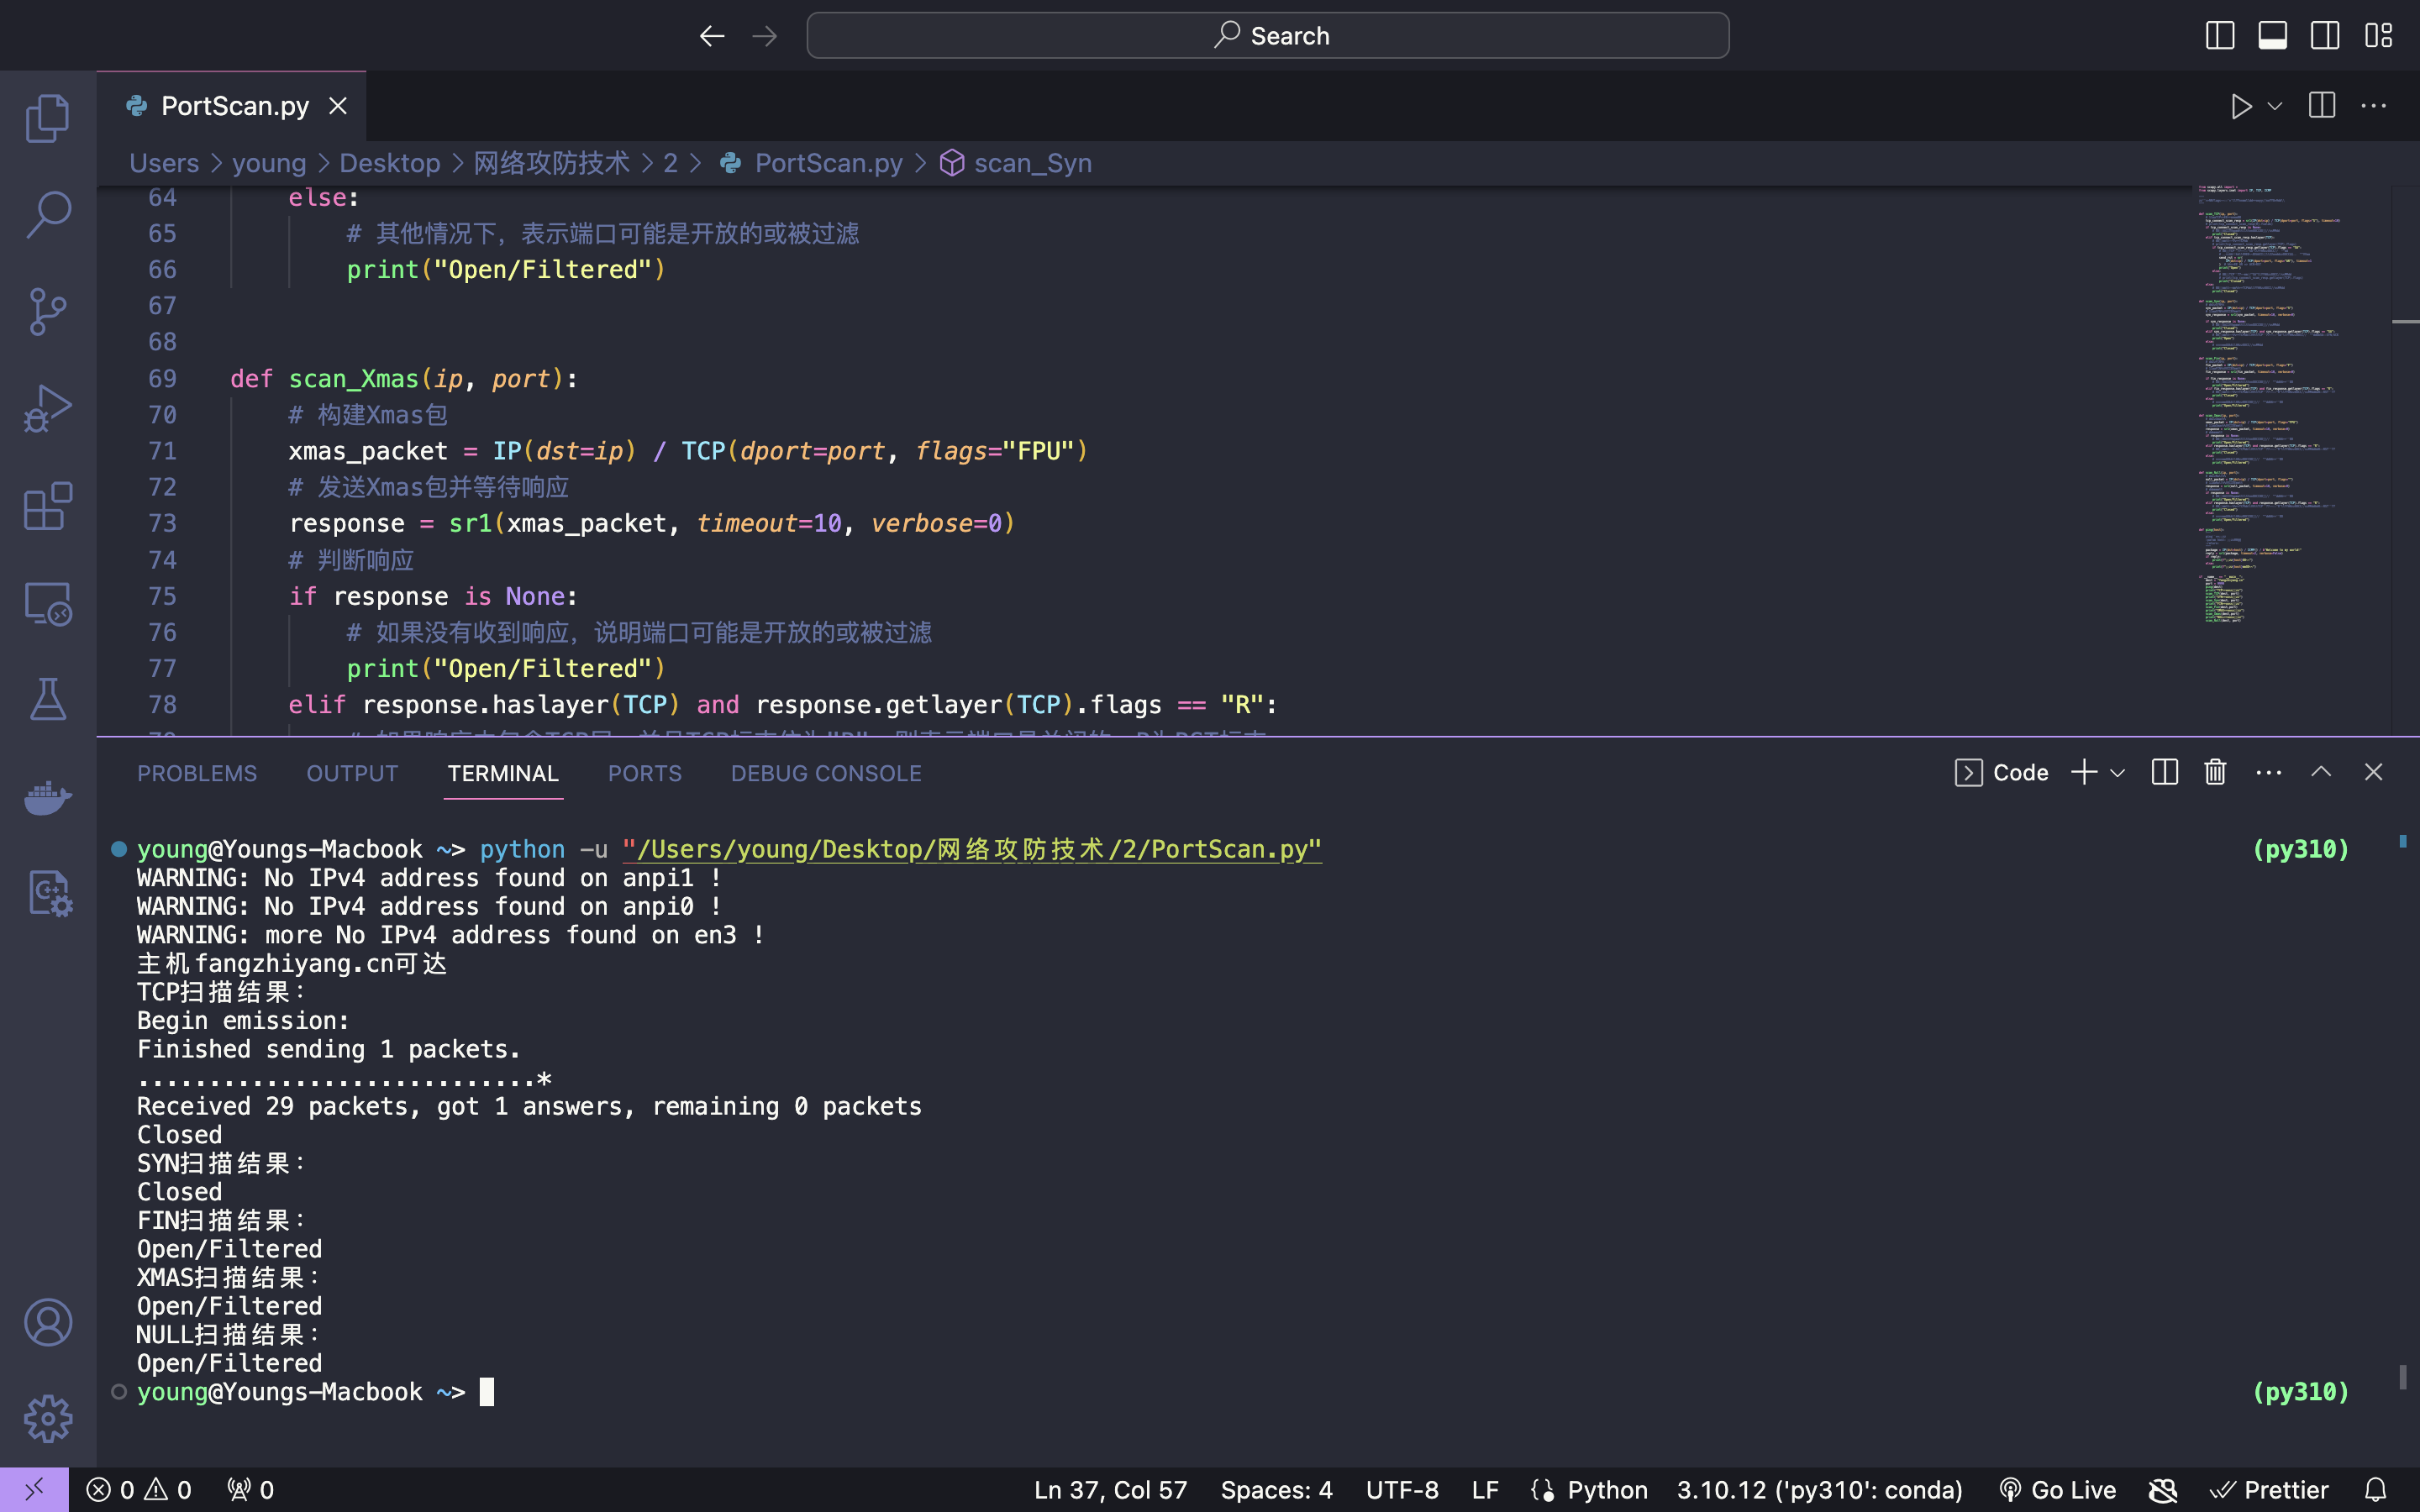 Search
PortScan.py
Users > young > Desktop > 网络攻防技术 > 2 > PortScan.py > scan_Syn
64 else:
65 # 其他情况下，表示端口可能是开放的或被过滤
66 print("Open/Filtered")
67
68
69 def scan_Xmas(ip, port):
70 # 构建Xmas包
71 xmas_packet = IP(dst=ip) / TCP(dport=port, flags="FPU")
72 # 发送Xmas包并等待响应
73 response = sr1(xmas_packet, timeout=10, verbose=0)
74 # 判断响应
75 if response is None:
76 # 如果没有收到响应，说明端口可能是开放的或被过滤
77 print("Open/Filtered")
78 elif response.haslayer(TCP) and response.getlayer(TCP).flags == "R":
PROBLEMS OUTPUT TERMINAL PORTS DEBUG CONSOLE Code
young@Youngs-Macbook ~> python -u "/Users/young/Desktop/网络攻防技术/2/PortScan.py" (py310)
WARNING: No IPv4 address found on anpi1 !
WARNING: No IPv4 address found on anpi0 !
WARNING: more No IPv4 address found on en3 !
主机fangzhiyang.cn可达
TCP扫描结果：
Begin emission:
Finished sending 1 packets.
............................*
Received 29 packets, got 1 answers, remaining 0 packets
Closed
SYN扫描结果：
Closed
FIN扫描结果：
Open/Filtered
XMAS扫描结果：
Open/Filtered
NULL扫描结果：
Open/Filtered
young@Youngs-Macbook ~> (py310)
0 0 0 Ln 37, Col 57 Spaces: 4 UTF-8 LF Python 3.10.12 ('py310': conda) Go Live Prettier